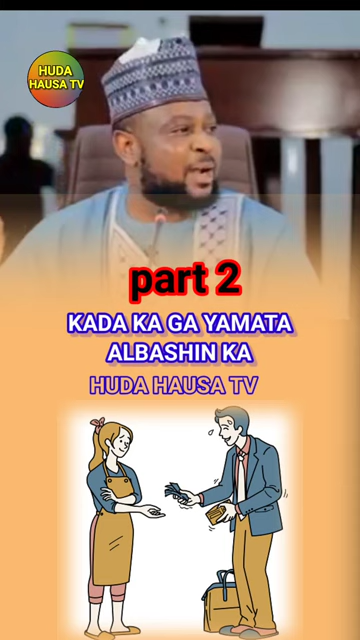 HUDA
HAUSA TV
part 2
KADA KA GA YAMATA
ALBASHIN KA
HUDA HAUSA TV